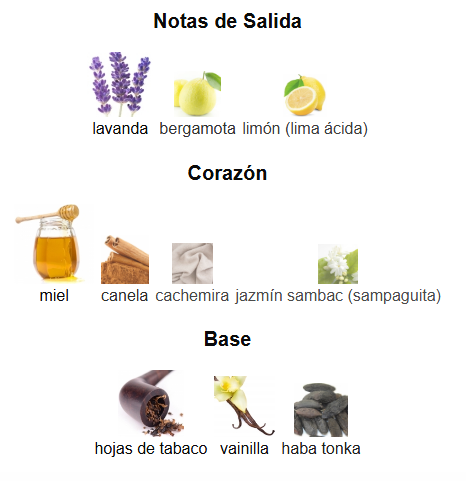 Notas de Salida
lavanda bergamota limón (lima ácida)
Corazón
miel canela cachemira jazmín sambac (sampaguita)
Base
hojas de tabaco vainilla haba tonka